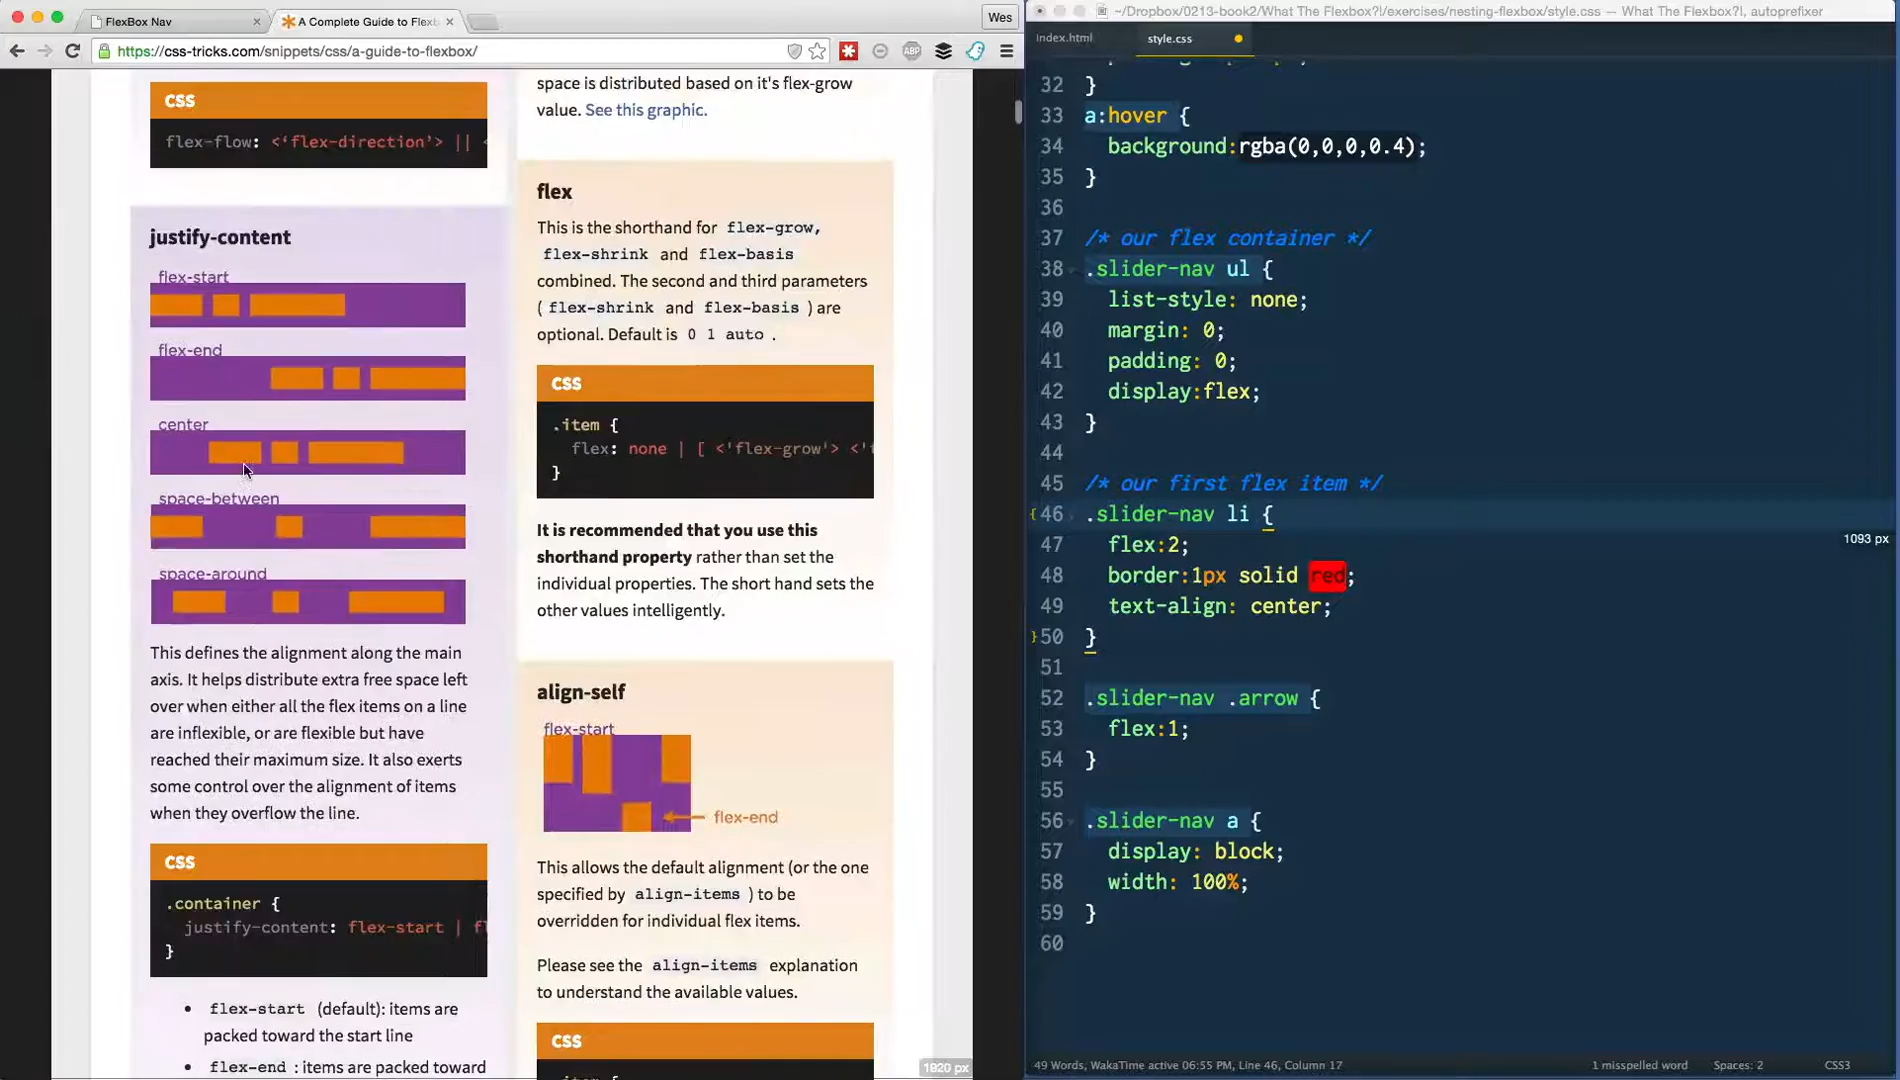 FlexBox Nav
A Complete Guide to Flexb
Wes
https://css-tricks.com/snippets/css/a-guide-to-flexbox/
CSS
flex-flow: <‘flex-direction’> || <
justify-content
flex-start
flex-end
center
space-between
space-around
This defines the alignment along the main
axis. It helps distribute extra free space left
over when either all the flex items on a line
are inflexible, or are flexible but have
reached their maximum size. It also exerts
some control over the alignment of items
when they overflow the line.
CSS
.container {
justify-content: flex-start | fl
}
• flex-start (default): items are
packed toward the start line
• flex-end : items are packed toward
space is distributed based on it's flex-grow
value. See this graphic.
flex
This is the shorthand for flex-grow,
flex-shrink and flex-basis
combined. The second and third parameters
( flex-shrink and flex-basis ) are
optional. Default is 0 1 auto .
CSS
.item {
flex: none | [ <'flex-grow'> <'f
}
It is recommended that you use this
shorthand property rather than set the
individual properties. The short hand sets the
other values intelligently.
align-self
flex-start
flex-end
This allows the default alignment (or the one
specified by align-items ) to be
overridden for individual flex items.
Please see the align-items explanation
to understand the available values.
CSS
1920 px
~/Dropbox/0213-book2/What The Flexbox?!/exercises/nesting-flexbox/style.css — What The Flexbox?!, autoprefixer
index.html
style.css
32 }
33 a:hover {
34 background:rgba(0,0,0,0.4);
35 }
36
37 /* our flex container */
38 .slider-nav ul {
39 list-style: none;
40 margin: 0;
41 padding: 0;
42 display:flex;
43 }
44
45 /* our first flex item */
46 .slider-nav li {
47 flex:2;
48 border:1px solid red;
49 text-align: center;
50 }
51
52 .slider-nav .arrow {
53 flex:1;
54 }
55
56 .slider-nav a {
57 display: block;
58 width: 100%;
59 }
60
1093 px
49 Words, WakaTime active 06:55 PM, Line 46, Column 17
1 misspelled word
Spaces: 2
CSS3